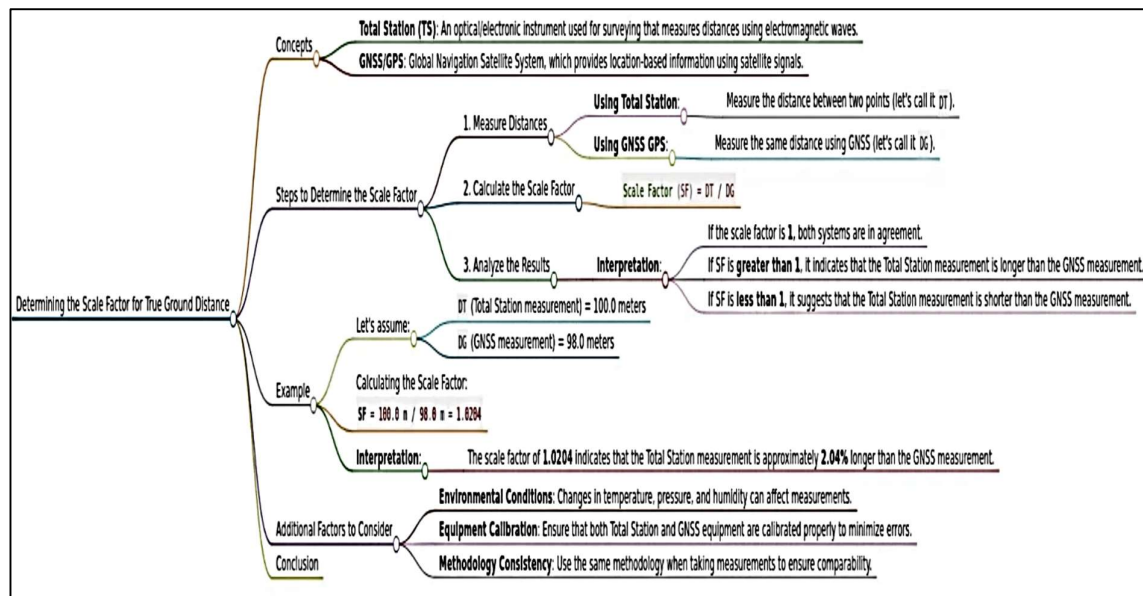 Determining the Scale Factor for True Ground Distance
Concepts
Total Station (TS): An optical/electronic instrument used for surveying that measures distances using electromagnetic waves.
GNSS/GPS: Global Navigation Satellite System, which provides location-based information using satellite signals.
Steps to Determine the Scale Factor
1. Measure Distances
Using Total Station:
Measure the distance between two points (let's call it DT).
Using GNSS GPS:
Measure the same distance using GNSS (let's call it DG).
2. Calculate the Scale Factor
Scale Factor (SF) = DT / DG
3. Analyze the Results
Interpretation:
If the scale factor is 1, both systems are in agreement.
If SF is greater than 1, it indicates that the Total Station measurement is longer than the GNSS measurement.
If SF is less than 1, it suggests that the Total Station measurement is shorter than the GNSS measurement.
Example
Let's assume:
DT (Total Station measurement) = 100.0 meters
DG (GNSS measurement) = 98.0 meters
Calculating the Scale Factor:
SF = 100.0 m / 98.0 m = 1.0204
Interpretation:
The scale factor of 1.0204 indicates that the Total Station measurement is approximately 2.04% longer than the GNSS measurement.
Additional Factors to Consider
Environmental Conditions: Changes in temperature, pressure, and humidity can affect measurements.
Equipment Calibration: Ensure that both Total Station and GNSS equipment are calibrated properly to minimize errors.
Methodology Consistency: Use the same methodology when taking measurements to ensure comparability.
Conclusion